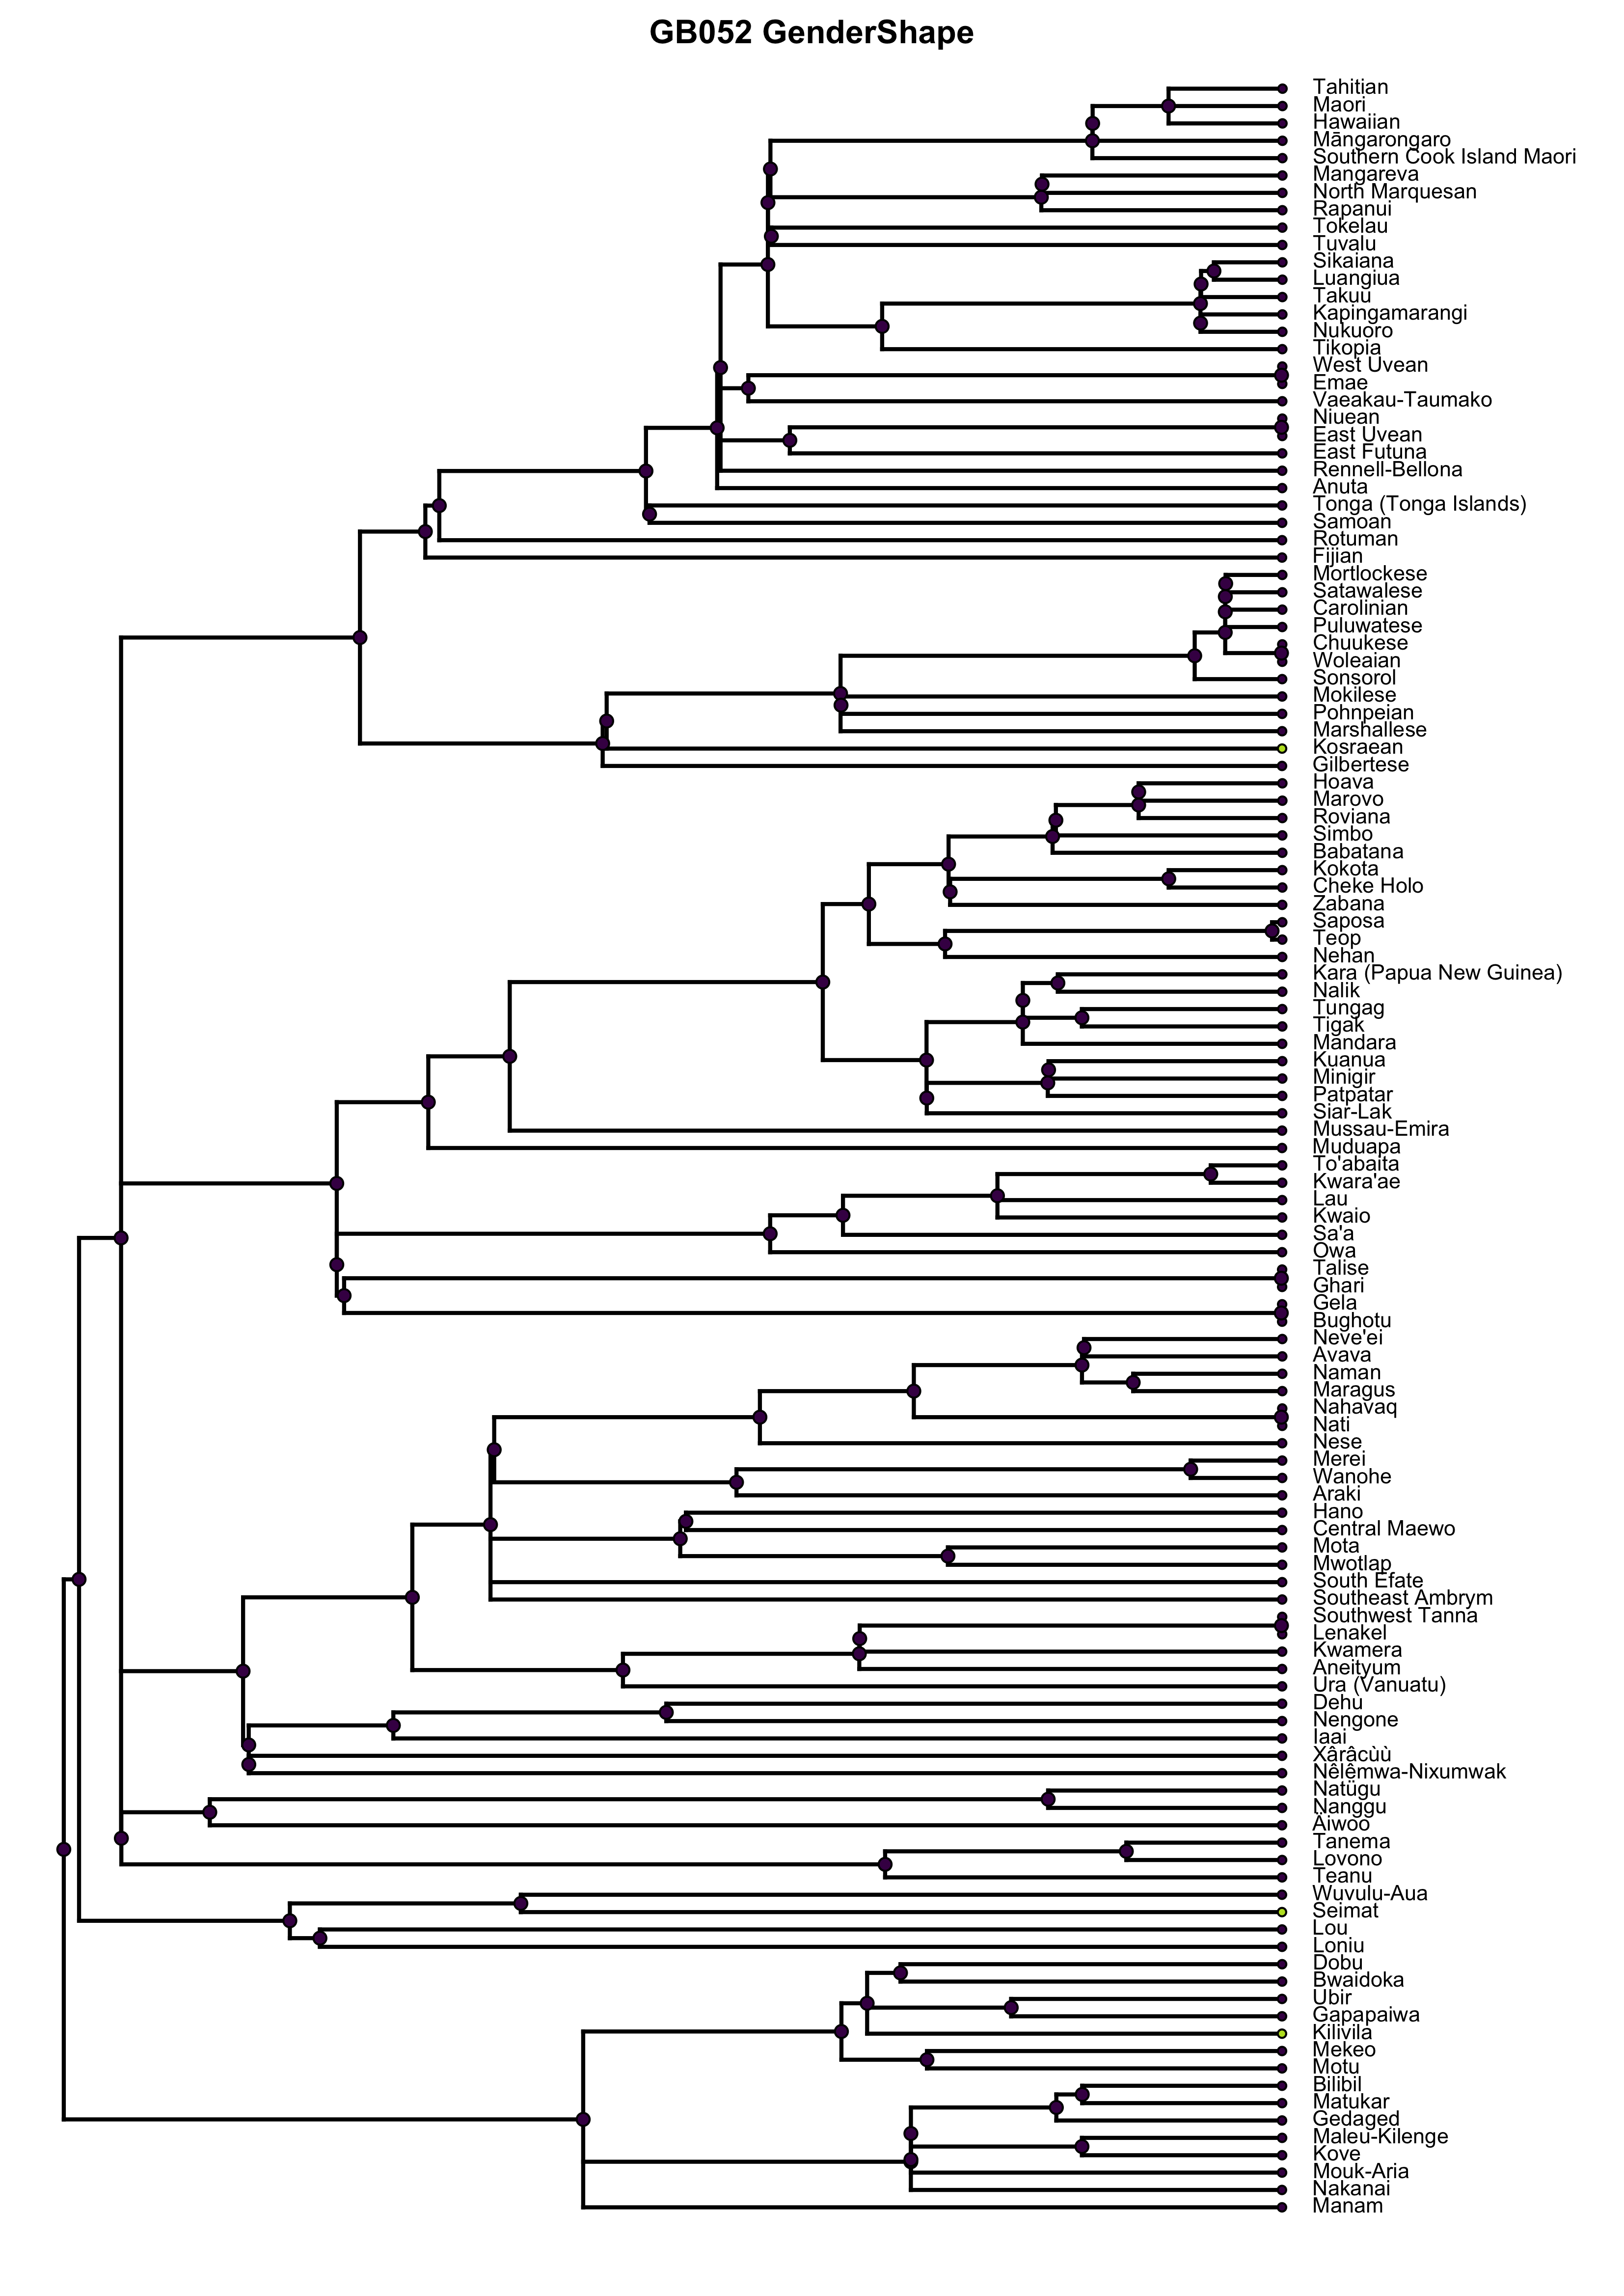 GB052 GenderShape
Tahitian
Maori
Hawaiian
Māngarongaro
Southern Cook Island Maori
Mangareva
North Marquesan
Rapanui
Tokelau
Tuvalu
Sikaiana
Luangiua
Takuu
Kapingamarangi
Nukuoro
Tikopia
West Uvean
Emae
Vaeakau-Taumako
Niuean
East Uvean
East Futuna
Rennell-Bellona
Anuta
Tonga (Tonga Islands)
Samoan
Rotuman
Fijian
Mortlockese
Satawalese
Carolinian
Puluwatese
Chuukese
Woleaian
Sonsorol
Mokilese
Pohnpeian
Marshallese
Kosraean
Gilbertese
Hoava
Marovo
Roviana
Simbo
Babatana
Kokota
Cheke Holo
Zabana
Saposa
Teop
Nehan
Kara (Papua New Guinea)
Nalik
Tungag
Tigak
Mandara
Kuanua
Minigir
Patpatar
Siar-Lak
Mussau-Emira
Muduapa
To'abaita
Kwara'ae
Lau
Kwaio
Sa'a
Owa
Talise
Ghari
Gela
Bughotu
Neve'ei
Avava
Naman
Maragus
Nahavaq
Nati
Nese
Merei
Wanohe
Araki
Hano
Central Maewo
Mota
Mwotlap
South Efate
Southeast Ambrym
Southwest Tanna
Lenakel
Kwamera
Aneityum
Ura (Vanuatu)
Dehu
Nengone
Iaai
Xârâcùù
Nêlêmwa-Nixumwak
Natügu
Nanggu
Äiwoo
Tanema
Lovono
Teanu
Wuvulu-Aua
Seimat
Lou
Loniu
Dobu
Bwaidoka
Ubir
Gapapaiwa
Kilivila
Mekeo
Motu
Bilibil
Matukar
Gedaged
Maleu-Kilenge
Kove
Mouk-Aria
Nakanai
Manam